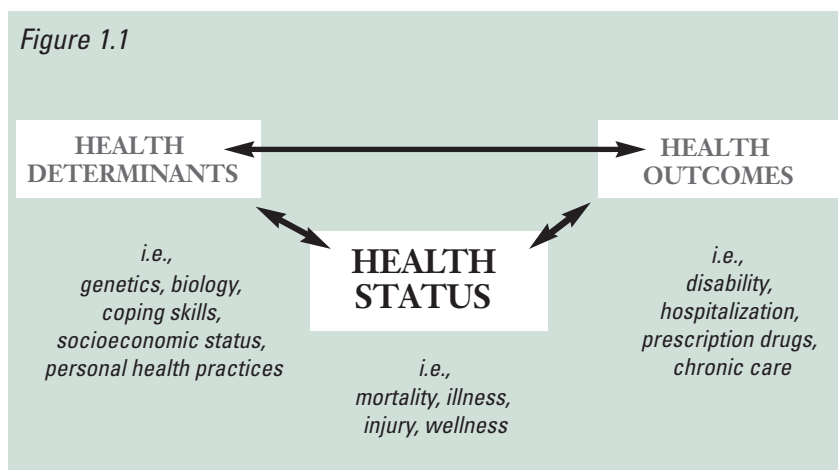 Figure 1.1
HEALTH
DETERMINANTS
HEALTH
OUTCOMES
i.e.,
genetics, biology,
coping skills,
socioeconomic status,
personal health practices
HEALTH
STATUS
i.e.,
mortality, illness,
injury, wellness
i.e.,
disability,
hospitalization,
prescription drugs,
chronic care